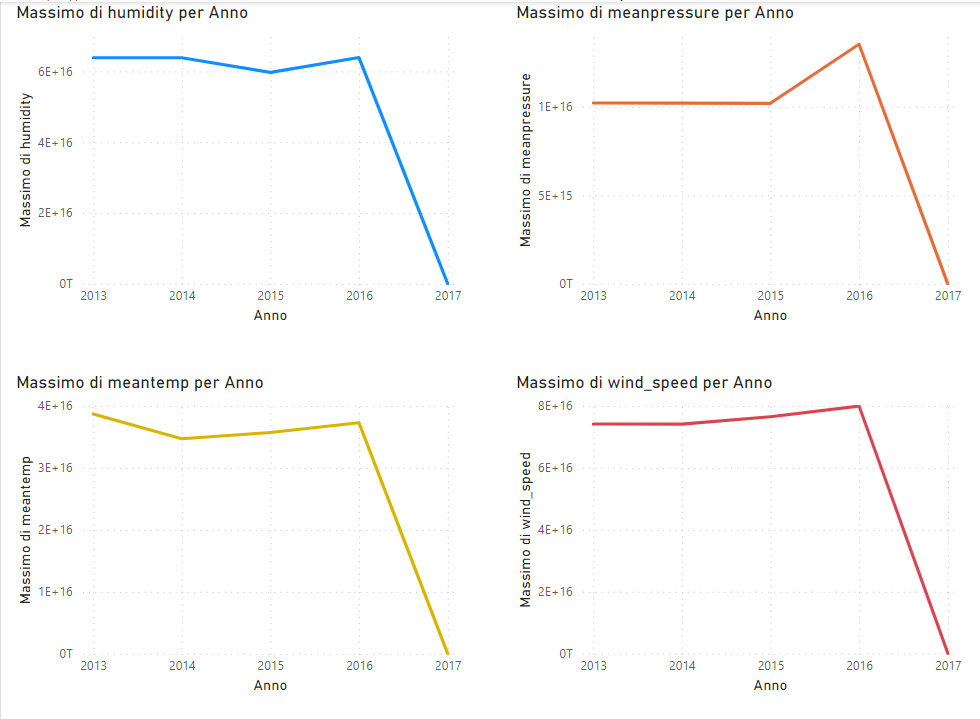 Massimo di humidity per Anno
Massimo di humidity
6E+16
4E+16
2E+16
0T
2013 2014 2015 2016 2017
Anno
Massimo di meanpressure per Anno
Massimo di meanpressure
1E+16
5E+15
0T
2013 2014 2015 2016 2017
Anno
Massimo di meantemp per Anno
Massimo di meantemp
4E+16
3E+16
2E+16
1E+16
0T
2013 2014 2015 2016 2017
Anno
Massimo di wind_speed per Anno
Massimo di wind_speed
8E+16
6E+16
4E+16
2E+16
0T
2013 2014 2015 2016 2017
Anno